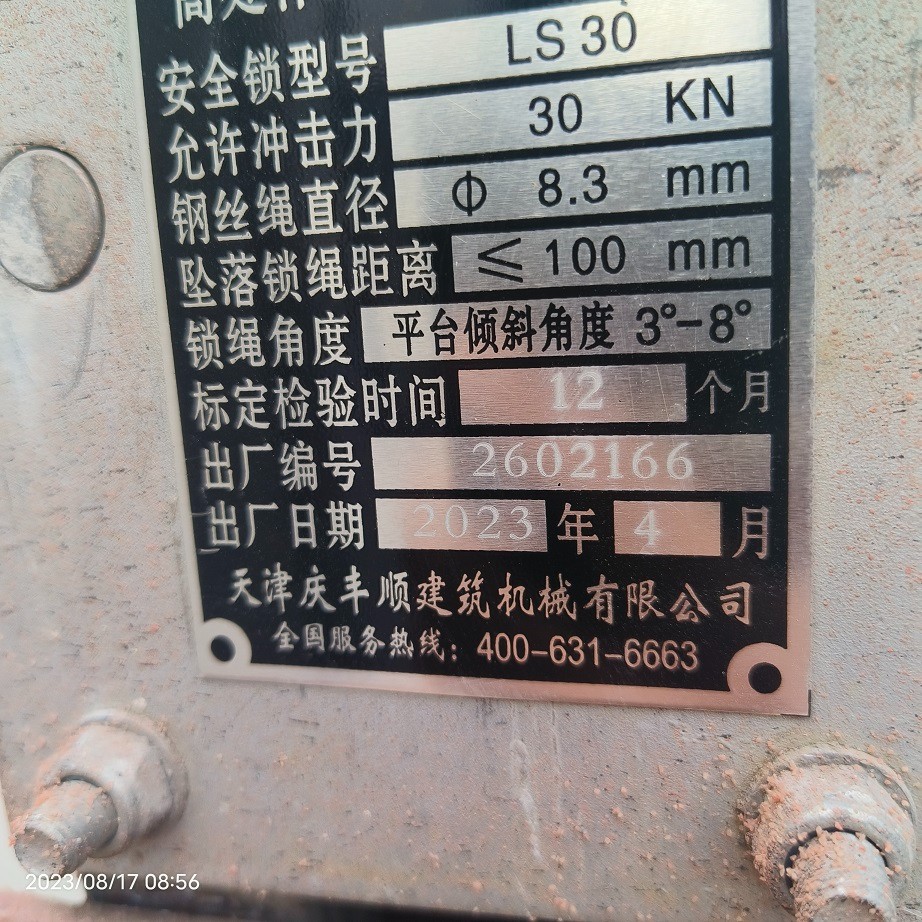 安全锁型号 LS 30
允许冲击力 30 KN
钢丝绳直径 Φ 8.3 mm
坠落锁绳距离 ≤100 mm
锁绳角度 平台倾斜角度 3°-8°
标定检验时间 12 个月
出厂编号 2602166
出厂日期 2023 年 4 月
天津庆丰顺建筑机械有限公司
全国服务热线：400-631-6663
2023/08/17 08:56